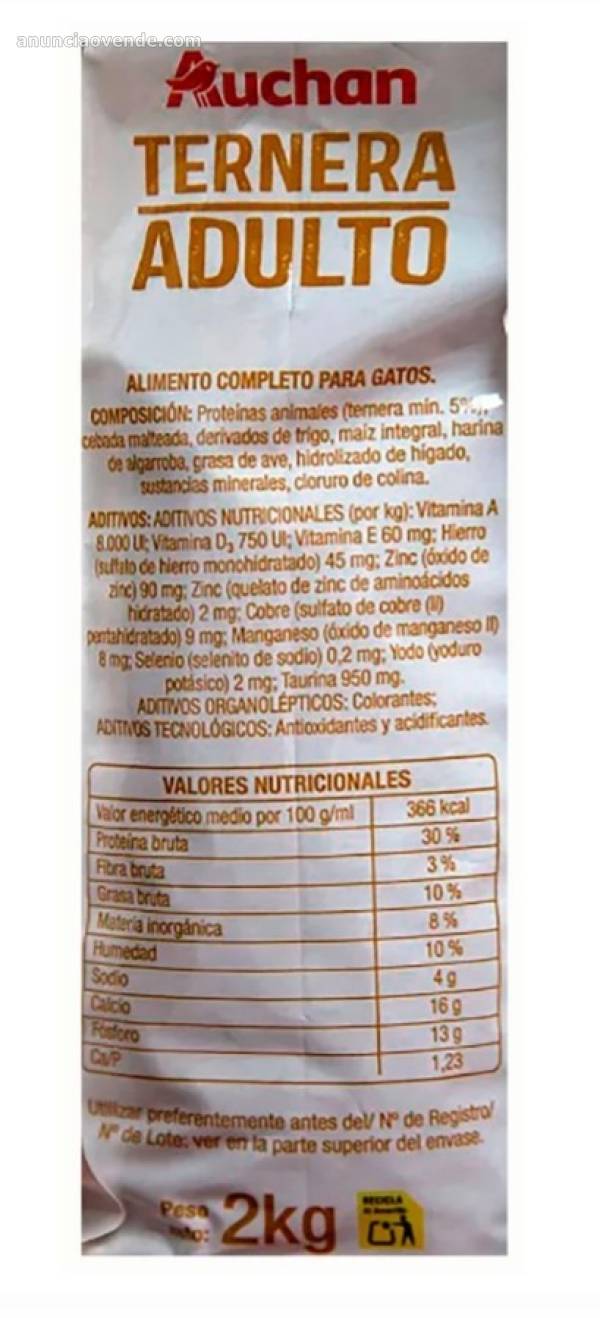 anunciaovende.com
Auchan
TERNERA
ADULTO
ALIMENTO COMPLETO PARA GATOS.
COMPOSICIÓN: Proteínas animales (ternera mín. 5%),
cebada malteada, derivados de trigo, maíz integral, harina
de algarroba, grasa de ave, hidrolizado de hígado,
sustancias minerales, cloruro de colina.
ADITIVOS: ADITIVOS NUTRICIONALES (por kg): Vitamina A
8.000 UI; Vitamina D₃ 750 UI; Vitamina E 60 mg; Hierro
(sulfato de hierro monohidratado) 45 mg; Zinc (óxido de
zinc) 90 mg; Zinc (quelato de zinc de aminoácidos
hidratado) 2 mg; Cobre (sulfato de cobre (II)
pentahidratado) 9 mg; Manganeso (óxido de manganeso II)
8 mg; Selenio (selenito de sodio) 0,2 mg; Yodo (yoduro
potásico) 2 mg; Taurina 950 mg.
ADITIVOS ORGANOLÉPTICOS: Colorantes;
ADITIVOS TECNOLÓGICOS: Antioxidantes y acidificantes.
VALORES NUTRICIONALES
Valor energético medio por 100 g/ml 366 kcal
Proteína bruta 30 %
Fibra bruta 3 %
Grasa bruta 10 %
Materia inorgánica 8 %
Humedad 10 %
Sodio 4 g
Calcio 16 g
Fósforo 13 g
Ca/P 1,23
Utilizar preferentemente antes del/ Nº de Registro/
Nº de Lote: ver en la parte superior del envase.
Peso
neto: 2kg
RECICLA